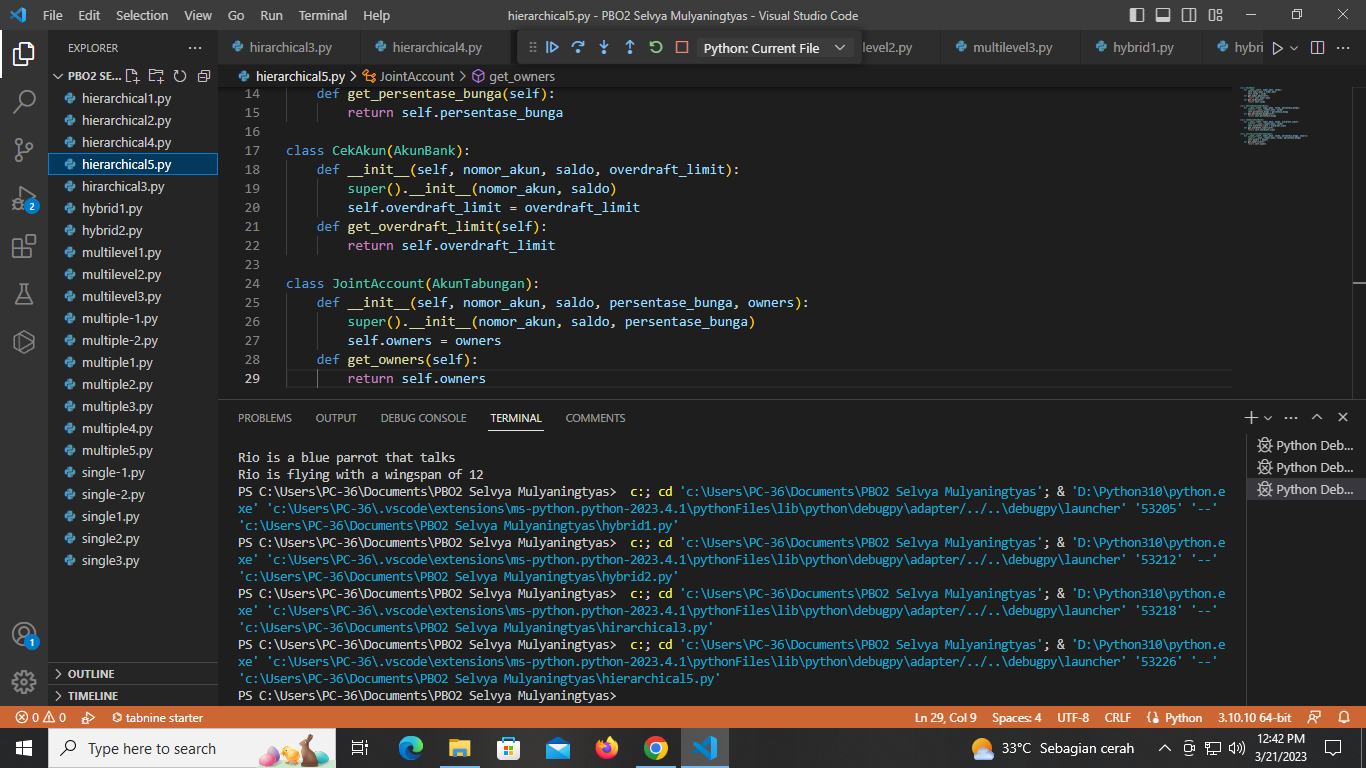 File Edit Selection View Go Run Terminal Help hierarchical5.py - PBO2 Selvya Mulyaningtyas - Visual Studio Code
EXPLORER
hirarchical3.py hierarchical4.py Python: Current File level2.py multilevel3.py hybrid1.py hybri
PBO2 SE...
hierarchical5.py > JointAccount > get_owners
hierarchical1.py
hierarchical2.py
hierarchical4.py
hierarchical5.py
hirarchical3.py
hybrid1.py
hybrid2.py
multilevel1.py
multilevel2.py
multilevel3.py
multiple-1.py
multiple-2.py
multiple1.py
multiple2.py
multiple3.py
multiple4.py
multiple5.py
single-1.py
single-2.py
single1.py
single2.py
single3.py
OUTLINE
TIMELINE
2
1
14 def get_persentase_bunga(self):
15 return self.persentase_bunga
16
17 class CekAkun(AkunBank):
18 def __init__(self, nomor_akun, saldo, overdraft_limit):
19 super().__init__(nomor_akun, saldo)
20 self.overdraft_limit = overdraft_limit
21 def get_overdraft_limit(self):
22 return self.overdraft_limit
23
24 class JointAccount(AkunTabungan):
25 def __init__(self, nomor_akun, saldo, persentase_bunga, owners):
26 super().__init__(nomor_akun, saldo, persentase_bunga)
27 self.owners = owners
28 def get_owners(self):
29 return self.owners
PROBLEMS OUTPUT DEBUG CONSOLE TERMINAL COMMENTS
Rio is a blue parrot that talks
Rio is flying with a wingspan of 12
PS C:\Users\PC-36\Documents\PBO2 Selvya Mulyaningtyas> c:; cd 'c:\Users\PC-36\Documents\PBO2 Selvya Mulyaningtyas'; & 'D:\Python310\python.e
xe' 'c:\Users\PC-36\.vscode\extensions\ms-python.python-2023.4.1\pythonFiles\lib\python\debugpy\adapter/../..\debugpy\launcher' '53205' '--'
'c:\Users\PC-36\Documents\PBO2 Selvya Mulyaningtyas\hybrid1.py'
PS C:\Users\PC-36\Documents\PBO2 Selvya Mulyaningtyas> c:; cd 'c:\Users\PC-36\Documents\PBO2 Selvya Mulyaningtyas'; & 'D:\Python310\python.e
xe' 'c:\Users\PC-36\.vscode\extensions\ms-python.python-2023.4.1\pythonFiles\lib\python\debugpy\adapter/../..\debugpy\launcher' '53212' '--'
'c:\Users\PC-36\Documents\PBO2 Selvya Mulyaningtyas\hybrid2.py'
PS C:\Users\PC-36\Documents\PBO2 Selvya Mulyaningtyas> c:; cd 'c:\Users\PC-36\Documents\PBO2 Selvya Mulyaningtyas'; & 'D:\Python310\python.e
xe' 'c:\Users\PC-36\.vscode\extensions\ms-python.python-2023.4.1\pythonFiles\lib\python\debugpy\adapter/../..\debugpy\launcher' '53218' '--'
'c:\Users\PC-36\Documents\PBO2 Selvya Mulyaningtyas\hirarchical3.py'
PS C:\Users\PC-36\Documents\PBO2 Selvya Mulyaningtyas> c:; cd 'c:\Users\PC-36\Documents\PBO2 Selvya Mulyaningtyas'; & 'D:\Python310\python.e
xe' 'c:\Users\PC-36\.vscode\extensions\ms-python.python-2023.4.1\pythonFiles\lib\python\debugpy\adapter/../..\debugpy\launcher' '53226' '--'
'c:\Users\PC-36\Documents\PBO2 Selvya Mulyaningtyas\hierarchical5.py'
PS C:\Users\PC-36\Documents\PBO2 Selvya Mulyaningtyas>
Python Deb...
Python Deb...
Python Deb...
0 0 tabnine starter Ln 29, Col 9 Spaces: 4 UTF-8 CRLF Python 3.10.10 64-bit
Type here to search 33°C Sebagian cerah 12:42 PM
3/21/2023